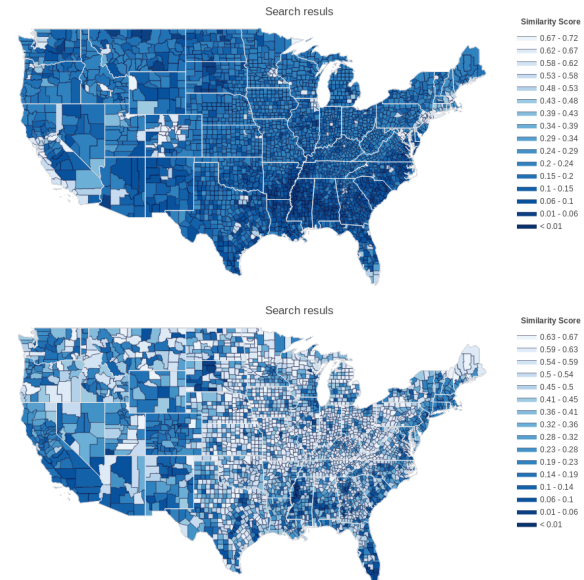 Search resuls
Similarity Score
0.67 - 0.72
0.62 - 0.67
0.58 - 0.62
0.53 - 0.58
0.48 - 0.53
0.43 - 0.48
0.39 - 0.43
0.34 - 0.39
0.29 - 0.34
0.24 - 0.29
0.2 - 0.24
0.15 - 0.2
0.1 - 0.15
0.06 - 0.1
0.01 - 0.06
< 0.01
Search resuls
Similarity Score
0.63 - 0.67
0.59 - 0.63
0.54 - 0.59
0.5 - 0.54
0.45 - 0.5
0.41 - 0.45
0.36 - 0.41
0.32 - 0.36
0.28 - 0.32
0.23 - 0.28
0.19 - 0.23
0.14 - 0.19
0.1 - 0.14
0.06 - 0.1
0.01 - 0.06
< 0.01